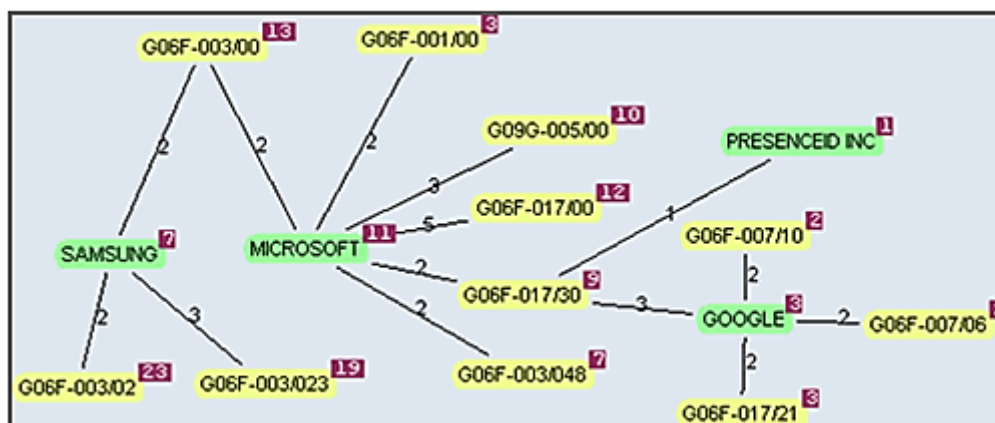 G06F-003/00 13
G06F-001/00 3
2
2
2
G09G-005/00 10
3
PRESENCEID INC 1
G06F-017/00 12
5
1
G06F-007/10 2
SAMSUNG 7
MICROSOFT 11
2
G06F-017/30 9
2
3
GOOGLE 3
2
G06F-007/06
2
3
2
G06F-003/02 23
G06F-003/023 19
G06F-003/048 7
2
G06F-017/21 3